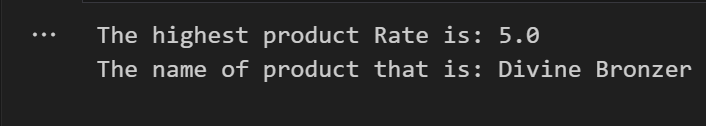 The highest product Rate is: 5.0
The name of product that is: Divine Bronzer